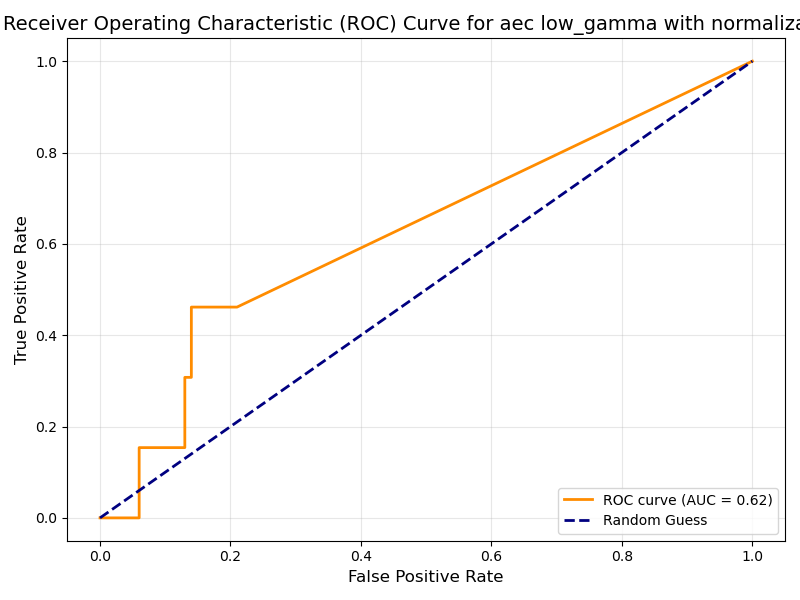 Receiver Operating Characteristic (ROC) Curve for aec low_gamma with normaliza
1.0
0.8
0.6
0.4
0.2
0.0
True Positive Rate
ROC curve (AUC = 0.62)
Random Guess
0.0 0.2 0.4 0.6 0.8 1.0
False Positive Rate